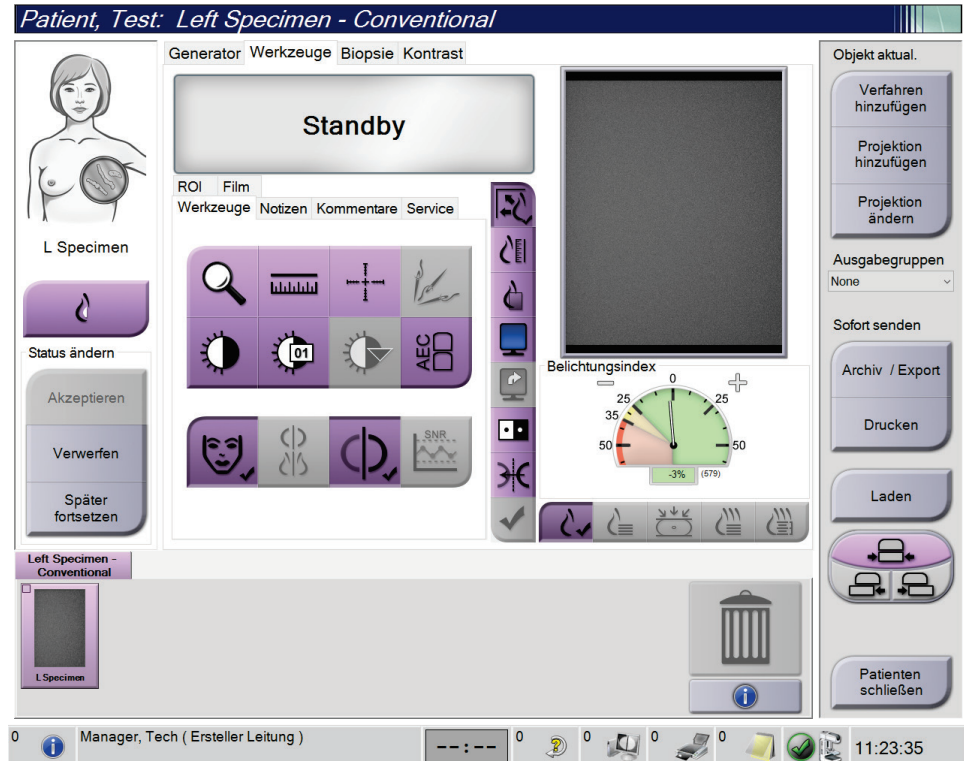 Patient, Test: Left Specimen - Conventional
Generator Werkzeuge Biopsie Kontrast
Standby
ROI Film
Werkzeuge Notizen Kommentare Service
01
AEC
SNR
L Specimen
Status ändern
Akzeptieren
Verwerfen
Später
fortsetzen
Belichtungsindex
0
25 25
35
50 50
-3% (579)
Objekt aktual.
Verfahren
hinzufügen
Projektion
hinzufügen
Projektion
ändern
Ausgabegruppen
None
Sofort senden
Archiv / Export
Drucken
Laden
Patienten
schließen
Left Specimen -
Conventional
L Specimen
0 Manager, Tech ( Ersteller Leitung ) --:-- 0 0 0 0 11:23:35